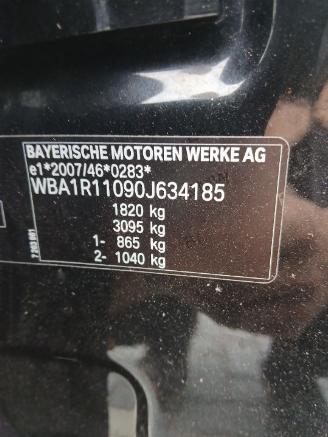 BAYERISCHE MOTOREN WERKE AG
e1*2007/46*0283*
WBA1R11090J634185
1820 kg
3095 kg
1- 865 kg
2- 1040 kg